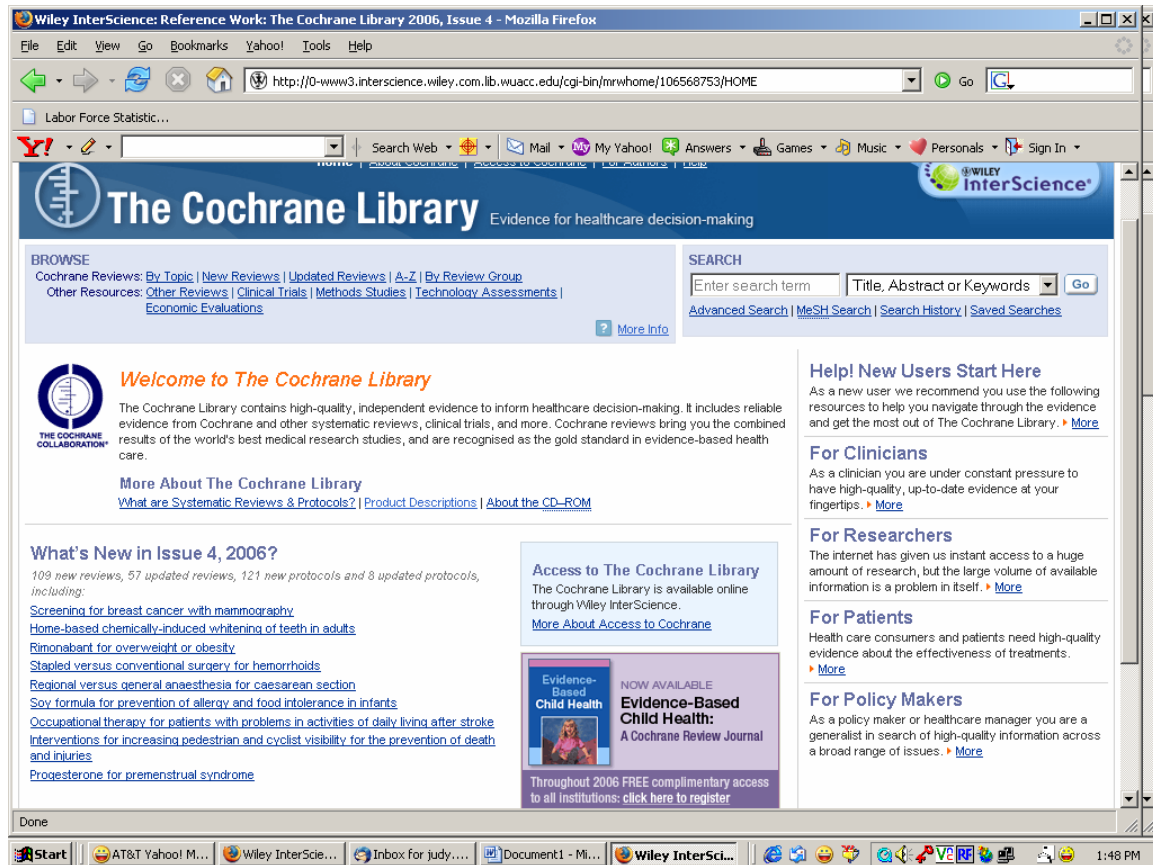 Wiley InterScience: Reference Work: The Cochrane Library 2006, Issue 4 - Mozilla Firefox
File Edit View Go Bookmarks Yahoo! Tools Help
http://0-www3.interscience.wiley.com.lib.wuacc.edu/cgi-bin/mrwhome/106568753/HOME
Go
G
Labor Force Statistic...
Y! Search Web Mail My My Yahoo! Answers Games Music Personals Sign In
Home | About Cochrane | Access to Cochrane | For Authors | Help
The Cochrane Library Evidence for healthcare decision-making
WILEY
InterScience®
BROWSE
Cochrane Reviews: By Topic | New Reviews | Updated Reviews | A-Z | By Review Group
Other Resources: Other Reviews | Clinical Trials | Methods Studies | Technology Assessments |
Economic Evaluations
? More Info
SEARCH
Enter search term Title, Abstract or Keywords Go
Advanced Search | MeSH Search | Search History | Saved Searches
THE COCHRANE
COLLABORATION®
Welcome to The Cochrane Library
The Cochrane Library contains high-quality, independent evidence to inform healthcare decision-making. It includes reliable
evidence from Cochrane and other systematic reviews, clinical trials, and more. Cochrane reviews bring you the combined
results of the world's best medical research studies, and are recognised as the gold standard in evidence-based health
care.
More About The Cochrane Library
What are Systematic Reviews & Protocols? | Product Descriptions | About the CD–ROM
What's New in Issue 4, 2006?
109 new reviews, 57 updated reviews, 121 new protocols and 8 updated protocols,
including:
Screening for breast cancer with mammography
Home-based chemically-induced whitening of teeth in adults
Rimonabant for overweight or obesity
Stapled versus conventional surgery for hemorrhoids
Regional versus general anaesthesia for caesarean section
Soy formula for prevention of allergy and food intolerance in infants
Occupational therapy for patients with problems in activities of daily living after stroke
Interventions for increasing pedestrian and cyclist visibility for the prevention of death
and injuries
Progesterone for premenstrual syndrome
Access to The Cochrane Library
The Cochrane Library is available online
through Wiley InterScience.
More About Access to Cochrane
Evidence-
Based
Child Health
NOW AVAILABLE
Evidence-Based
Child Health:
A Cochrane Review Journal
Throughout 2006 FREE complimentary access
to all institutions: click here to register
Help! New Users Start Here
As a new user we recommend you use the following
resources to help you navigate through the evidence
and get the most out of The Cochrane Library. More
For Clinicians
As a clinician you are under constant pressure to
have high-quality, up-to-date evidence at your
fingertips. More
For Researchers
The internet has given us instant access to a huge
amount of research, but the large volume of available
information is a problem in itself. More
For Patients
Health care consumers and patients need high-quality
evidence about the effectiveness of treatments.
More
For Policy Makers
As a policy maker or healthcare manager you are a
generalist in search of high-quality information across
a broad range of issues. More
Done
Start AT&T Yahoo! M... Wiley InterScie... Inbox for judy.... Document1 - Mi... Wiley InterSci... V2 RF 1:48 PM